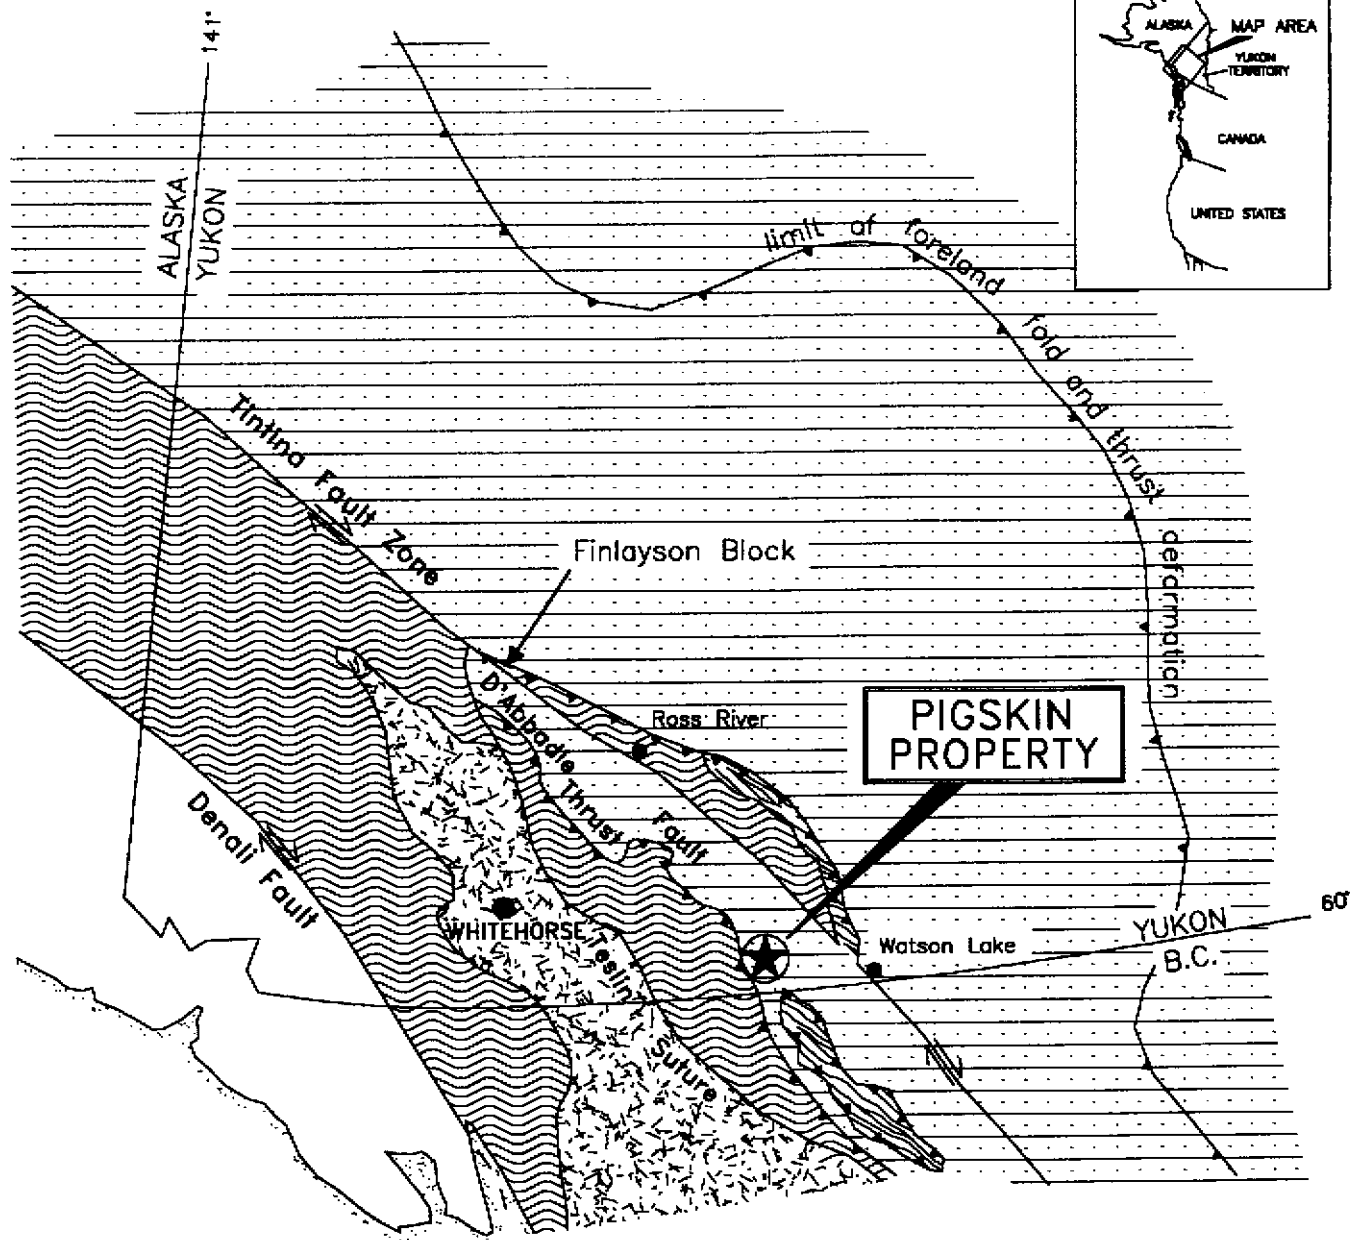 ALASKA
MAP AREA
YUKON
TERRITORY
CANADA
UNITED STATES
141°
ALASKA
YUKON
limit of foreland fold and thrust deformation
Tintina Fault Zone
Finlayson Block
D'Abbadie Thrust Fault
Ross River
PIGSKIN
PROPERTY
Denali Fault
WHITEHORSE
Teslin Suture
Watson Lake
YUKON
B.C.
60°